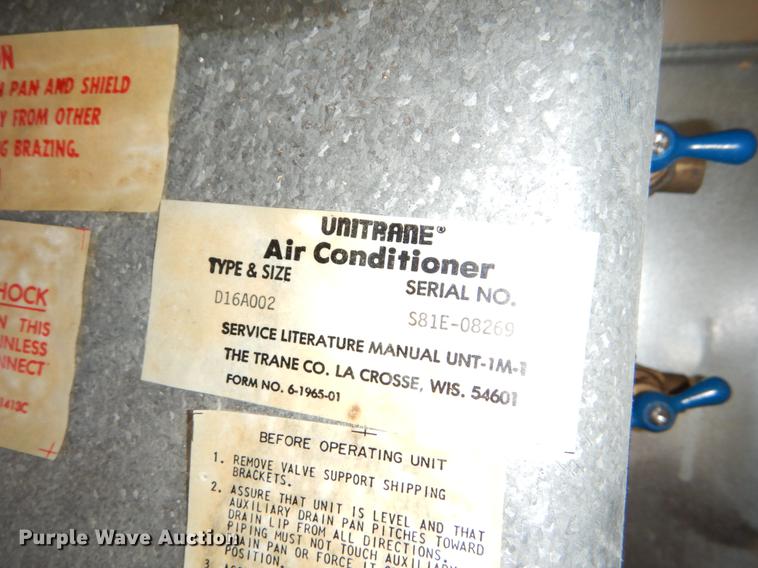 N
PAN AND SHIELD
Y FROM OTHER
G BRAZING.
HOCK
N THIS
UNLESS
NNECT
1413C
UNITRANE®
Air Conditioner
TYPE & SIZE SERIAL NO.
D16A002 S81E-08269
SERVICE LITERATURE MANUAL UNT-1M-1
THE TRANE CO. LA CROSSE, WIS. 54601
FORM NO. 6-1965-01
BEFORE OPERATING UNIT
1. REMOVE VALVE SUPPORT SHIPPING
BRACKETS.
2. ASSURE THAT UNIT IS LEVEL AND THAT
AUXILIARY DRAIN PAN PITCHES TOWARD
DRAIN LIP FROM ALL DIRECTIONS.
PIPING MUST NOT TOUCH AUXILIARY
DRAIN PAN OR FORCE IT
POSITION.
3
Purple Wave Auction